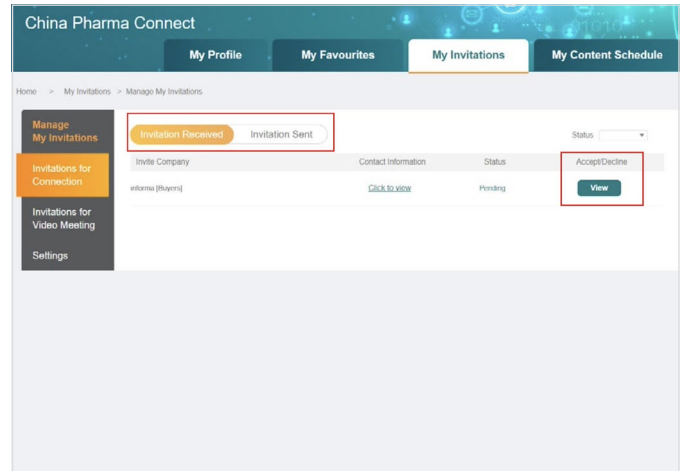 China Pharma Connect
My Profile My Favourites My Invitations My Content Schedule
Home > My Invitations > Manage My Invitations
Manage
My Invitations
Invitation Received Invitation Sent
Status
Invite Company Contact Information Status Accept/Decline
Invitations for
Connection
informa [Buyers] Click to view Pending View
Invitations for
Video Meeting
Settings